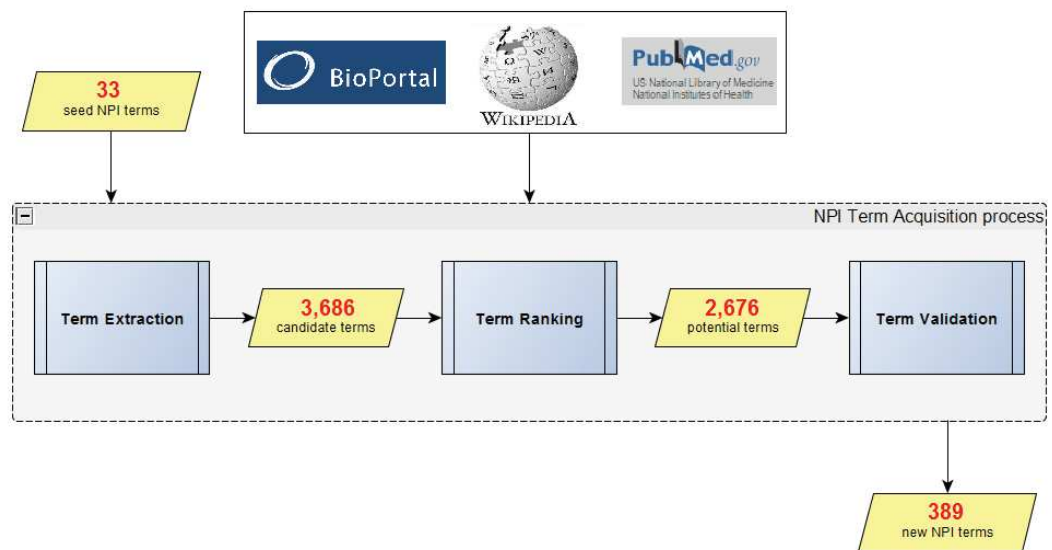 33
seed NPI terms
BioPortal
WIKIPEDIA
PubMed.gov
US National Library of Medicine
National Institutes of Health
NPI Term Acquisition process
Term Extraction
3,686
candidate terms
Term Ranking
2,676
potential terms
Term Validation
389
new NPI terms